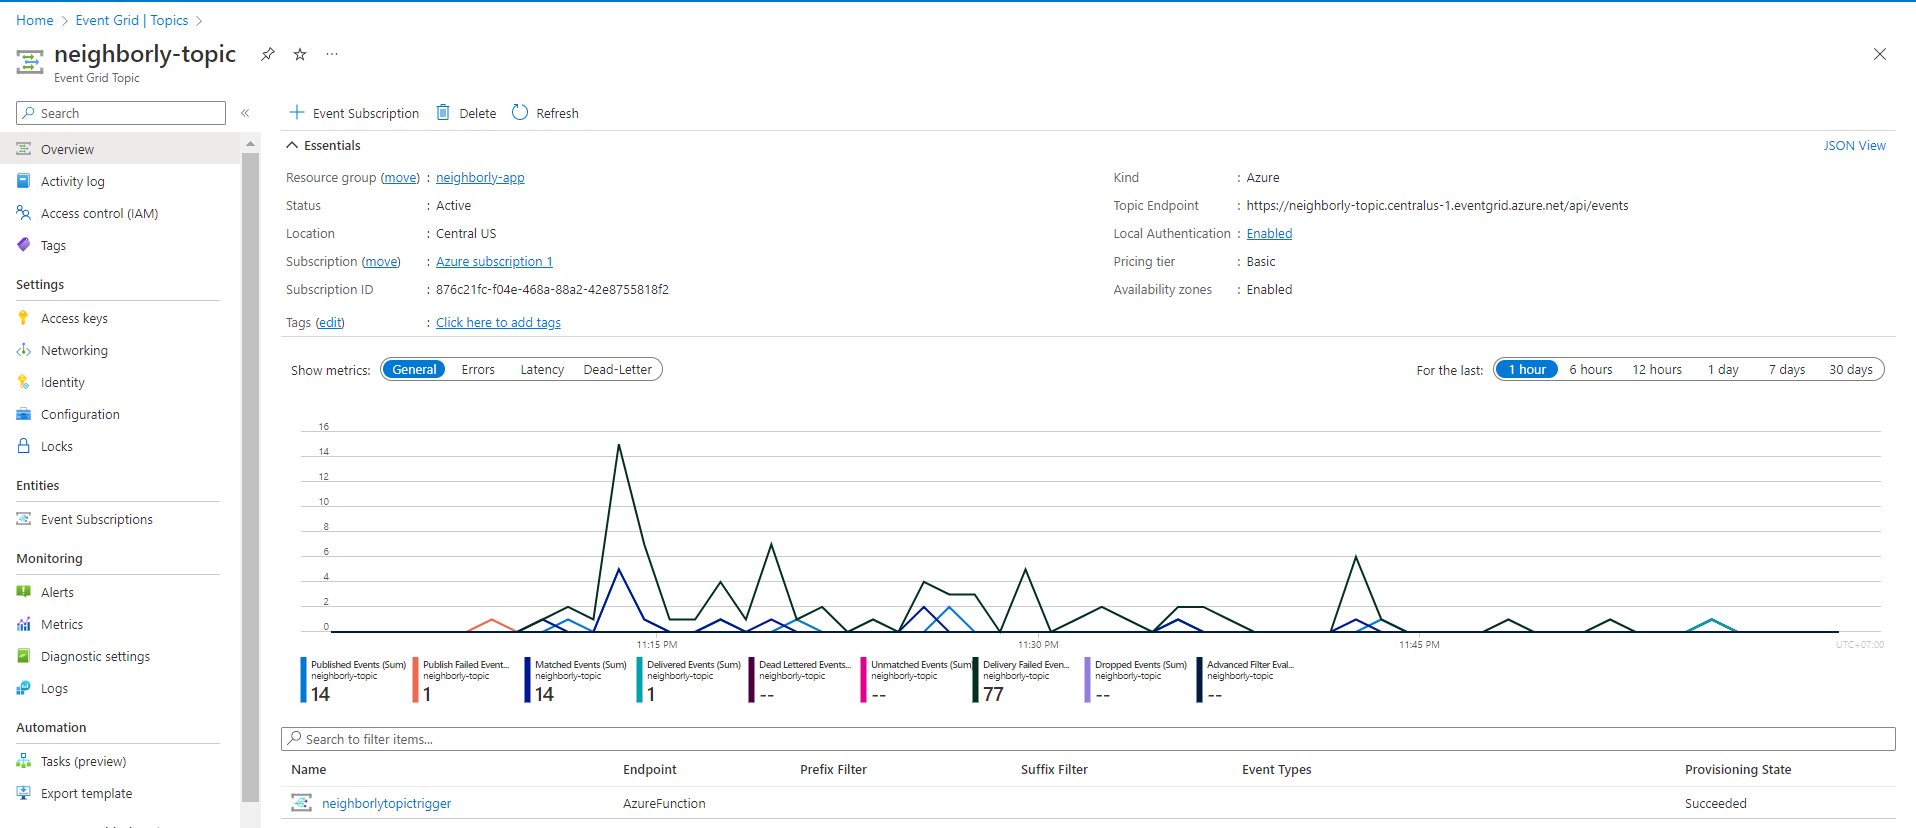 Home > Event Grid | Topics >
neighborly-topic
Event Grid Topic
Search
«
Overview
Activity log
Access control (IAM)
Tags
Settings
Access keys
Networking
Identity
Configuration
Locks
Entities
Event Subscriptions
Monitoring
Alerts
Metrics
Diagnostic settings
Logs
Automation
Tasks (preview)
Export template
+ Event Subscription Delete Refresh
Essentials
JSON View
Resource group (move) : neighborly-app
Status : Active
Location : Central US
Subscription (move) : Azure subscription 1
Subscription ID : 876c21fc-f04e-468a-88a2-42e8755818f2
Tags (edit) : Click here to add tags
Kind : Azure
Topic Endpoint : https://neighborly-topic.centralus-1.eventgrid.azure.net/api/events
Local Authentication : Enabled
Pricing tier : Basic
Availability zones : Enabled
Show metrics: General Errors Latency Dead-Letter
For the last: 1 hour 6 hours 12 hours 1 day 7 days 30 days
16
14
12
10
8
6
4
2
0
11:15 PM 11:30 PM 11:45 PM UTC+07:00
Published Events (Sum)
neighborly-topic
14
Publish Failed Event...
neighborly-topic
1
Matched Events (Sum)
neighborly-topic
14
Delivered Events (Sum)
neighborly-topic
1
Dead Lettered Events...
neighborly-topic
--
Unmatched Events (Sum)
neighborly-topic
--
Delivery Failed Even...
neighborly-topic
77
Dropped Events (Sum)
neighborly-topic
--
Advanced Filter Eval...
neighborly-topic
--
Search to filter items...
Name Endpoint Prefix Filter Suffix Filter Event Types Provisioning State
neighborlytopictrigger AzureFunction Succeeded